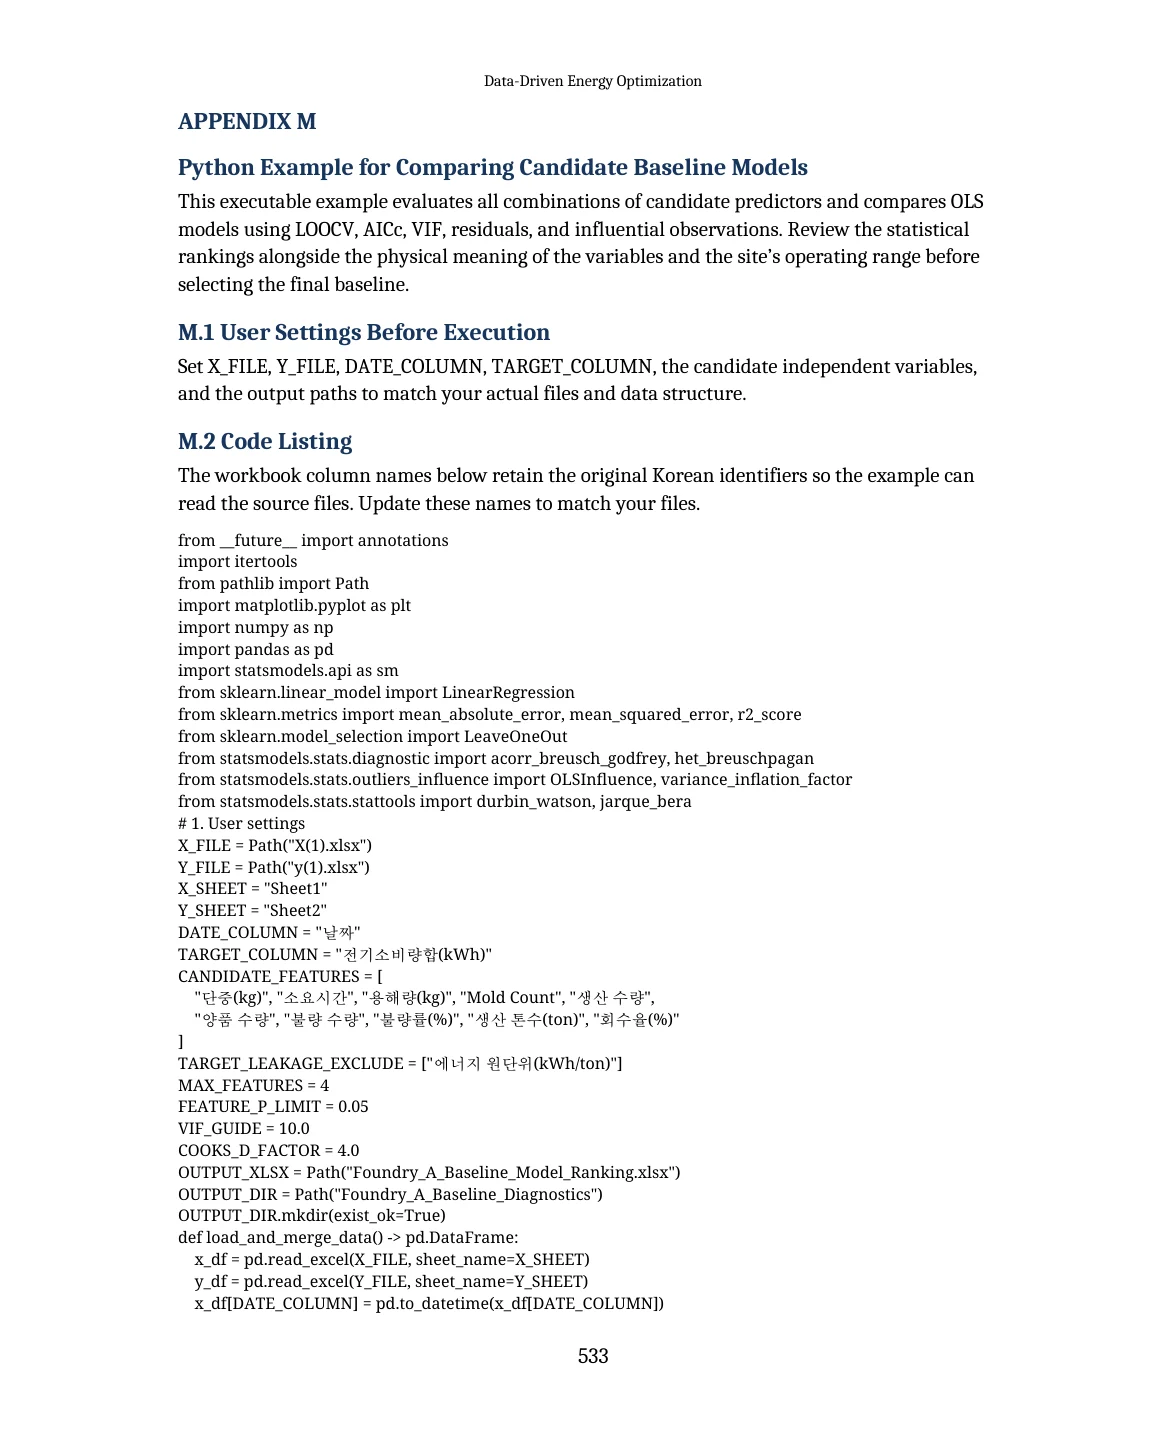 Data-Driven Energy Optimization
APPENDIX M
Python Example for Comparing Candidate Baseline Models
This executable example evaluates all combinations of candidate predictors and compares OLS
models using LOOCV, AICc, VIF, residuals, and influential observations. Review the statistical
rankings alongside the physical meaning of the variables and the site’s operating range before
selecting the final baseline.
M.1 User Settings Before Execution
Set X_FILE, Y_FILE, DATE_COLUMN, TARGET_COLUMN, the candidate independent variables,
and the output paths to match your actual files and data structure.
M.2 Code Listing
The workbook column names below retain the original Korean identifiers so the example can
read the source files. Update these names to match your files.
from __future__ import annotations
import itertools
from pathlib import Path
import matplotlib.pyplot as plt
import numpy as np
import pandas as pd
import statsmodels.api as sm
from sklearn.linear_model import LinearRegression
from sklearn.metrics import mean_absolute_error, mean_squared_error, r2_score
from sklearn.model_selection import LeaveOneOut
from statsmodels.stats.diagnostic import acorr_breusch_godfrey, het_breuschpagan
from statsmodels.stats.outliers_influence import OLSInfluence, variance_inflation_factor
from statsmodels.stats.stattools import durbin_watson, jarque_bera
# 1. User settings
X_FILE = Path("X(1).xlsx")
Y_FILE = Path("y(1).xlsx")
X_SHEET = "Sheet1"
Y_SHEET = "Sheet2"
DATE_COLUMN = "날짜"
TARGET_COLUMN = "전기소비량합(kWh)"
CANDIDATE_FEATURES = [
    "단중(kg)", "소요시간", "용해량(kg)", "Mold Count", "생산 수량",
    "양품 수량", "불량 수량", "불량률(%)", "생산 톤수(ton)", "회수율(%)"
]
TARGET_LEAKAGE_EXCLUDE = ["에너지 원단위(kWh/ton)"]
MAX_FEATURES = 4
FEATURE_P_LIMIT = 0.05
VIF_GUIDE = 10.0
COOKS_D_FACTOR = 4.0
OUTPUT_XLSX = Path("Foundry_A_Baseline_Model_Ranking.xlsx")
OUTPUT_DIR = Path("Foundry_A_Baseline_Diagnostics")
OUTPUT_DIR.mkdir(exist_ok=True)
def load_and_merge_data() -> pd.DataFrame:
    x_df = pd.read_excel(X_FILE, sheet_name=X_SHEET)
    y_df = pd.read_excel(Y_FILE, sheet_name=Y_SHEET)
    x_df[DATE_COLUMN] = pd.to_datetime(x_df[DATE_COLUMN])
533